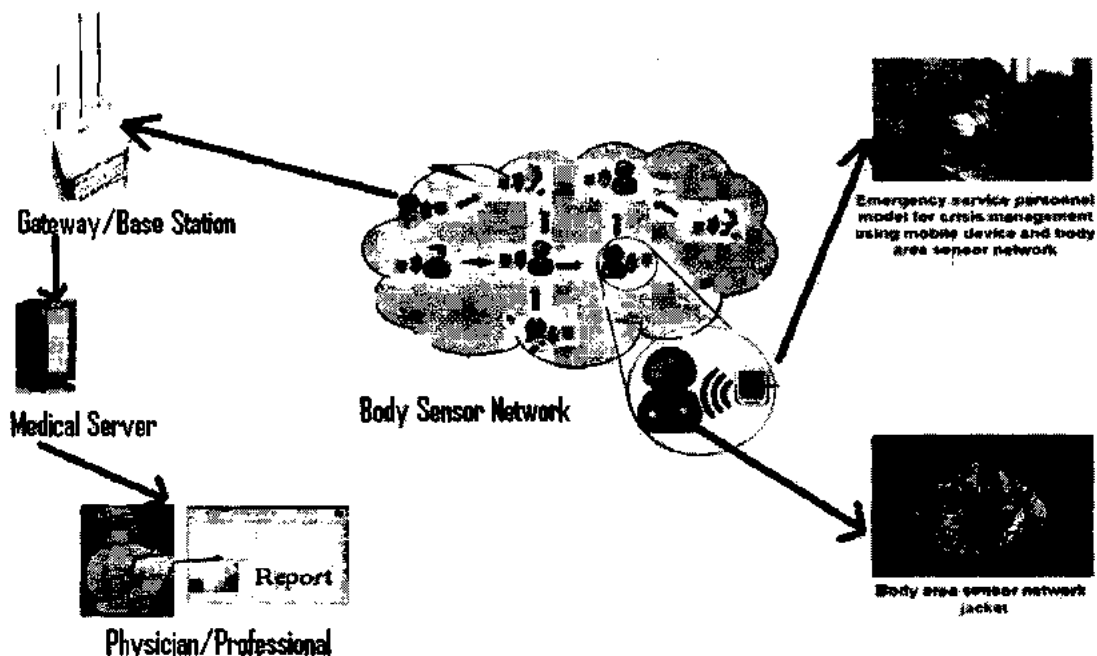 Gateway/Base Station
Medical Server
Report
Physician/Professional
Body Sensor Network
Emergency service personnel
model for crisis management
using mobile device and body
area sensor network
Body area sensor network
jacket